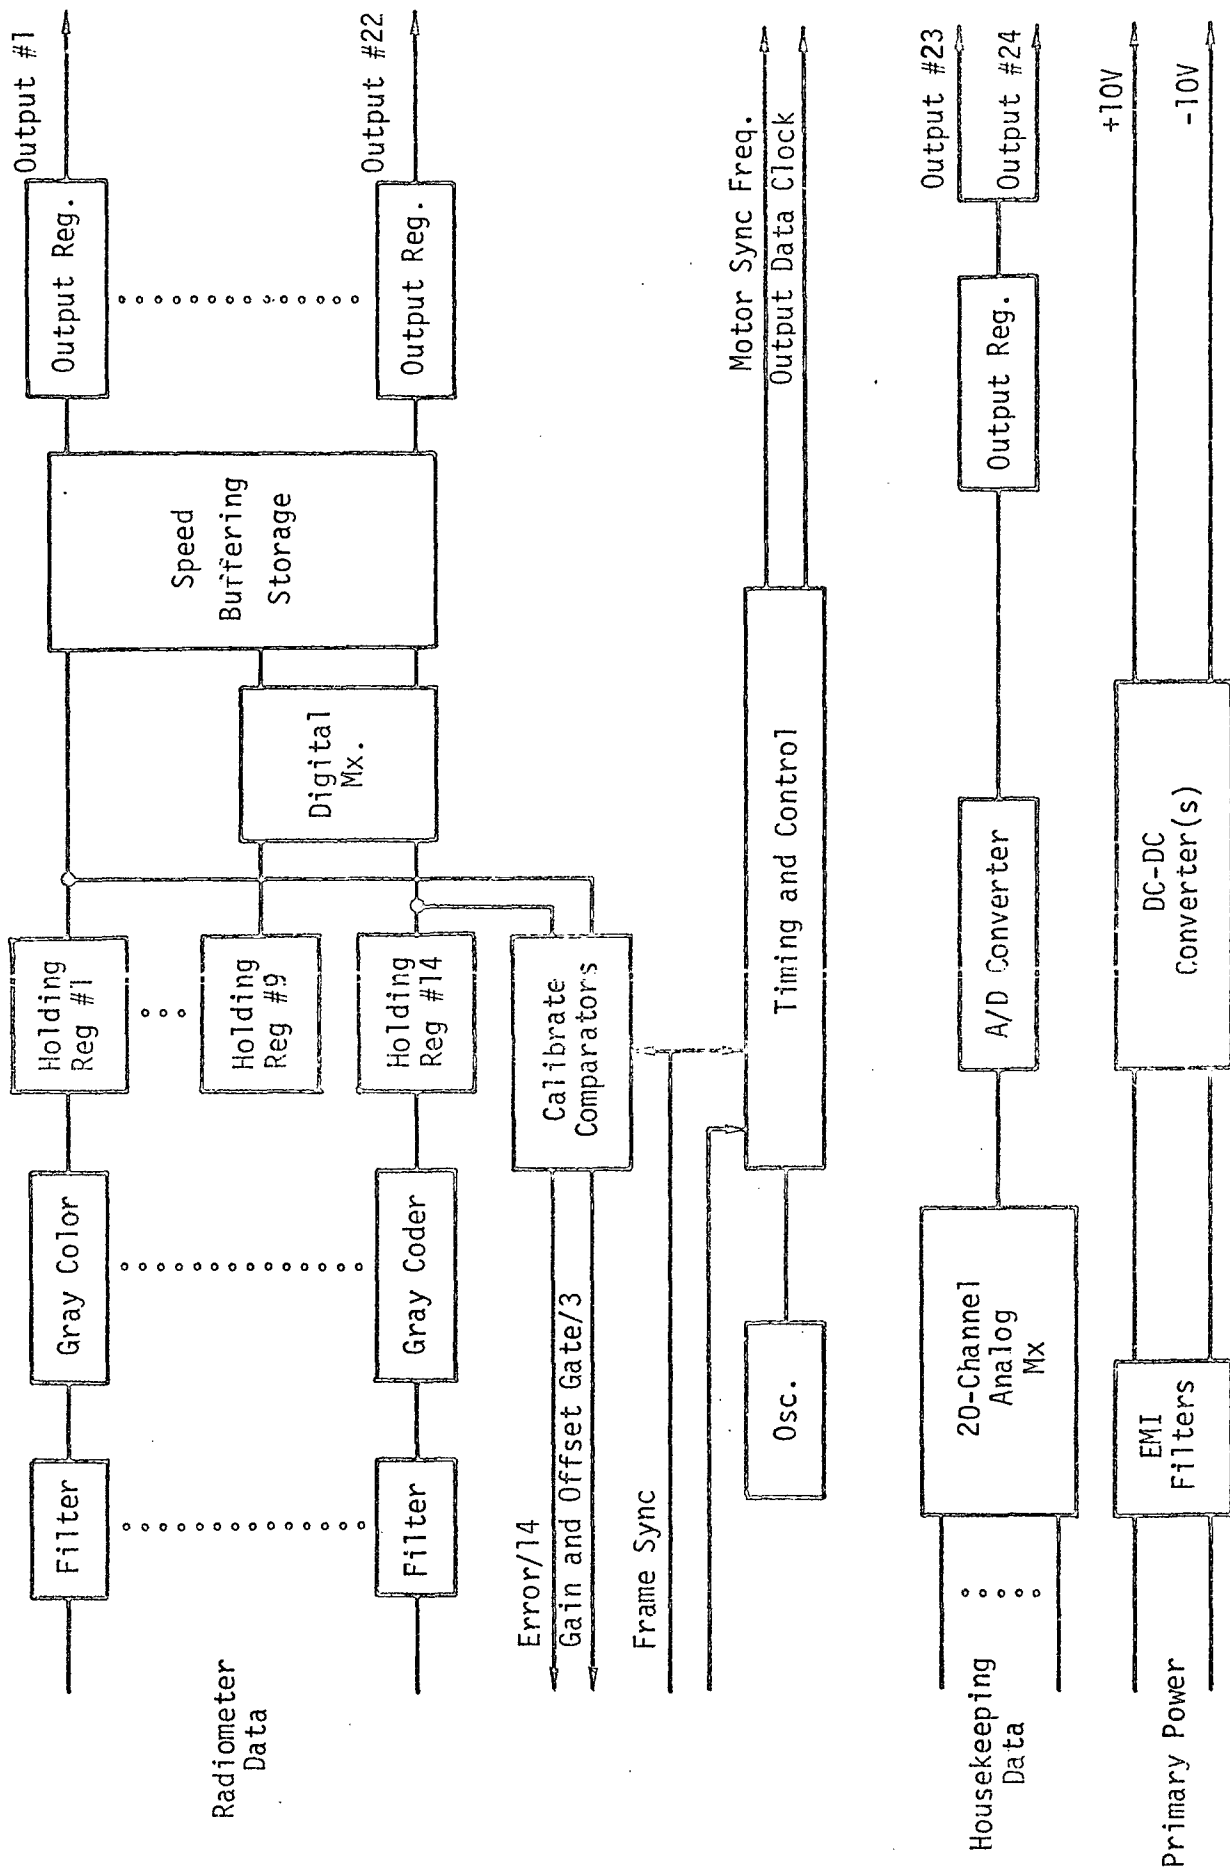 Radiometer
Data
Filter
Gray Color
Holding
Reg #1
Holding
Reg #9
Filter
Gray Coder
Holding
Reg #14
Digital
Mx.
Speed
Buffering
Storage
Output Reg.
Output #1
Output Reg.
Output #22
Error/14
Gain and Offset Gate/3
Calibrate
Comparators
Frame Sync
Osc.
Timing and Control
Motor Sync Freq.
Output Data Clock
Housekeeping
Data
20-Channel
Analog
Mx
A/D Converter
Output Reg.
Output #23
Output #24
Primary Power
EMI
Filters
DC-DC
Converter(s)
+10V
-10V